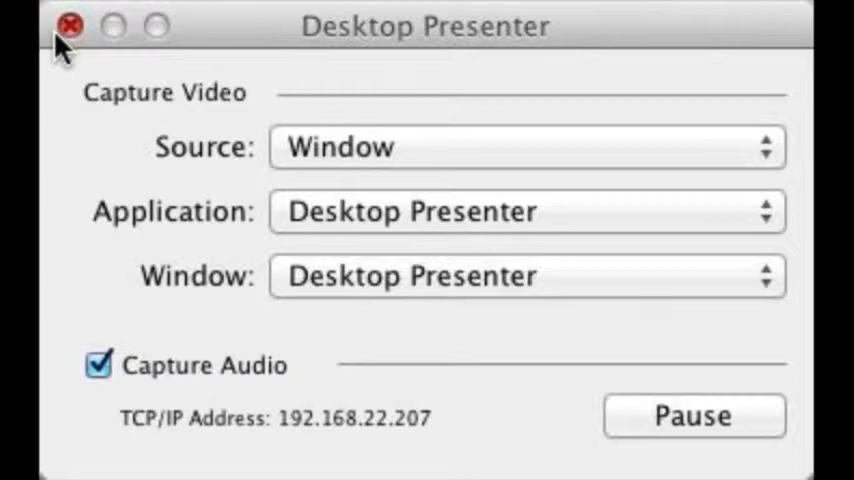 Desktop Presenter
Capture Video
Source: Window
Application: Desktop Presenter
Window: Desktop Presenter
Capture Audio
TCP/IP Address: 192.168.22.207 Pause